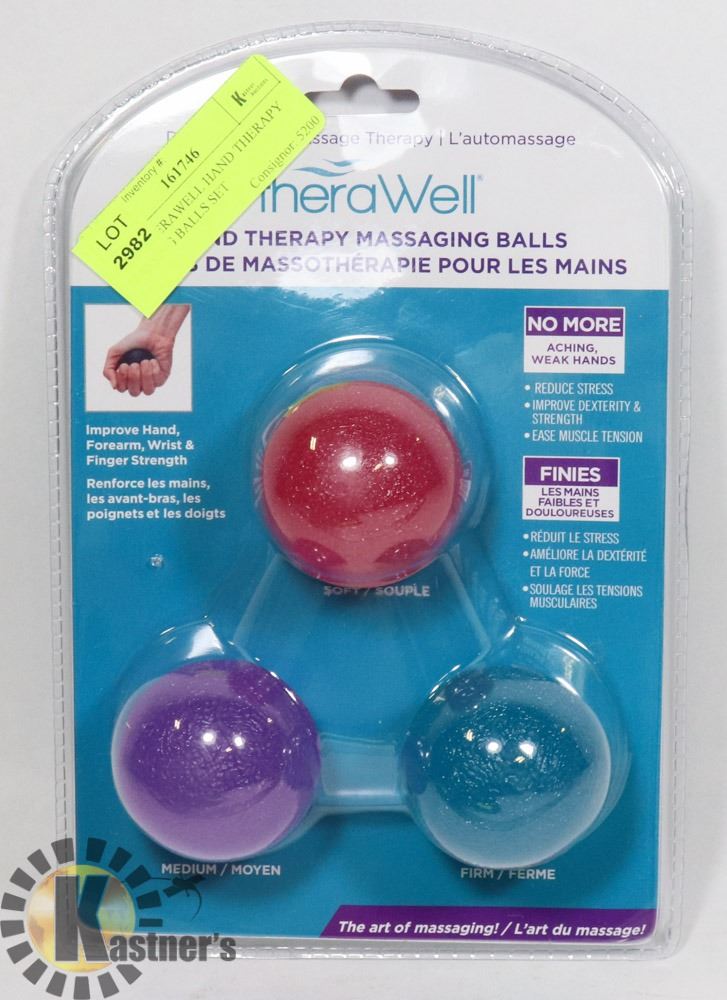 Inventory #
161746
Kastner Auctions
LOT
2982
HAND THERAPY
BALLS SET
Consignor: 5200
ssage Therapy | L'automassage
heraWell®
ND THERAPY MASSAGING BALLS
S DE MASSOTHÉRAPIE POUR LES MAINS
Improve Hand,
Forearm, Wrist &
Finger Strength
Renforce les mains,
les avant-bras, les
poignets et les doigts
NO MORE
ACHING,
WEAK HANDS
• REDUCE STRESS
• IMPROVE DEXTERITY &
STRENGTH
• EASE MUSCLE TENSION
FINIES
LES MAINS
FAIBLES ET
DOULOUREUSES
• RÉDUIT LE STRESS
• AMÉLIORE LA DEXTÉRITÉ
ET LA FORCE
• SOULAGE LES TENSIONS
MUSCULAIRES
SOFT / SOUPLE
MEDIUM / MOYEN
FIRM / FERME
The art of massaging! / L'art du massage!
Kastner's